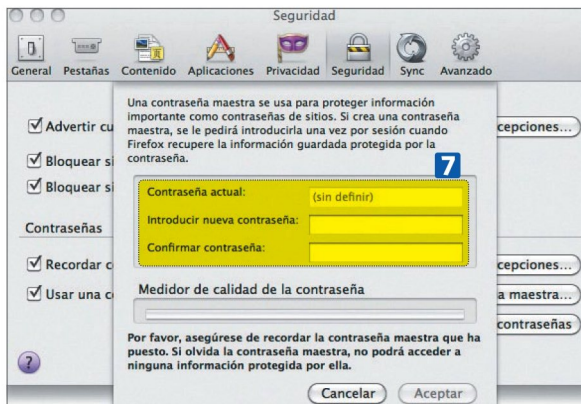 Seguridad
General Pestañas Contenido Aplicaciones Privacidad Seguridad Sync Avanzado
Una contraseña maestra se usa para proteger información
importante como contraseñas de sitios. Si crea una contraseña
maestra, se le pedirá introducirla una vez por sesión cuando
Firefox recupere la información guardada protegida por la
contraseña.
Advertir cu
cepciones...
Bloquear si
Bloquear si
7
Contraseña actual: (sin definir)
Introducir nueva contraseña:
Confirmar contraseña:
Contraseñas
Recordar c
cepciones...
Usar una c
a maestra...
contraseñas
Medidor de calidad de la contraseña
Por favor, asegúrese de recordar la contraseña maestra que ha
puesto. Si olvida la contraseña maestra, no podrá acceder a
ninguna información protegida por ella.
?
Cancelar Aceptar